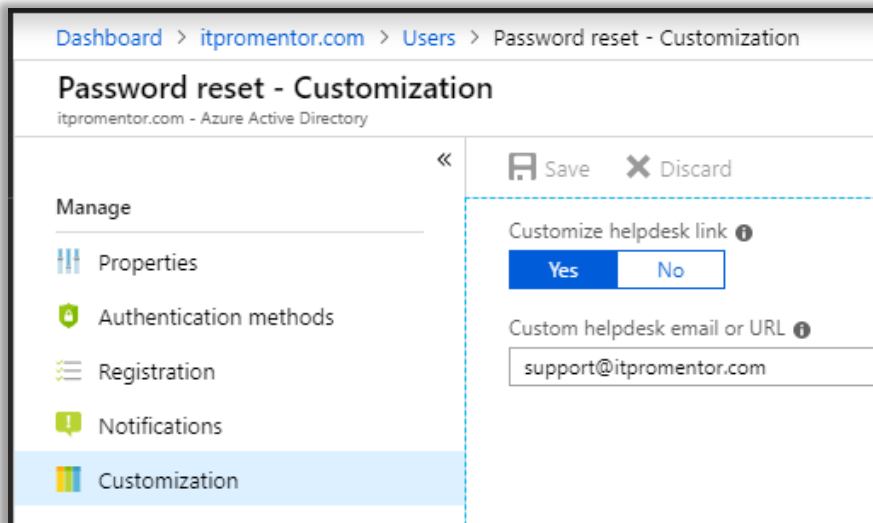 Dashboard > itpromentor.com > Users > Password reset - Customization
Password reset - Customization
itpromentor.com - Azure Active Directory
«
Save Discard
Manage
Properties
Authentication methods
Registration
Notifications
Customization
Customize helpdesk link
Yes No
Custom helpdesk email or URL
support@itpromentor.com